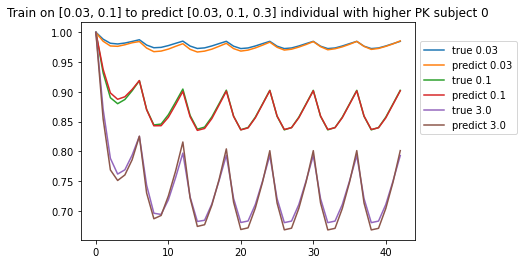 Train on [0.03, 0.1] to predict [0.03, 0.1, 0.3] individual with higher PK subject 0
1.00
0.95
0.90
0.85
0.80
0.75
0.70
0
10
20
30
40
true 0.03
predict 0.03
true 0.1
predict 0.1
true 3.0
predict 3.0